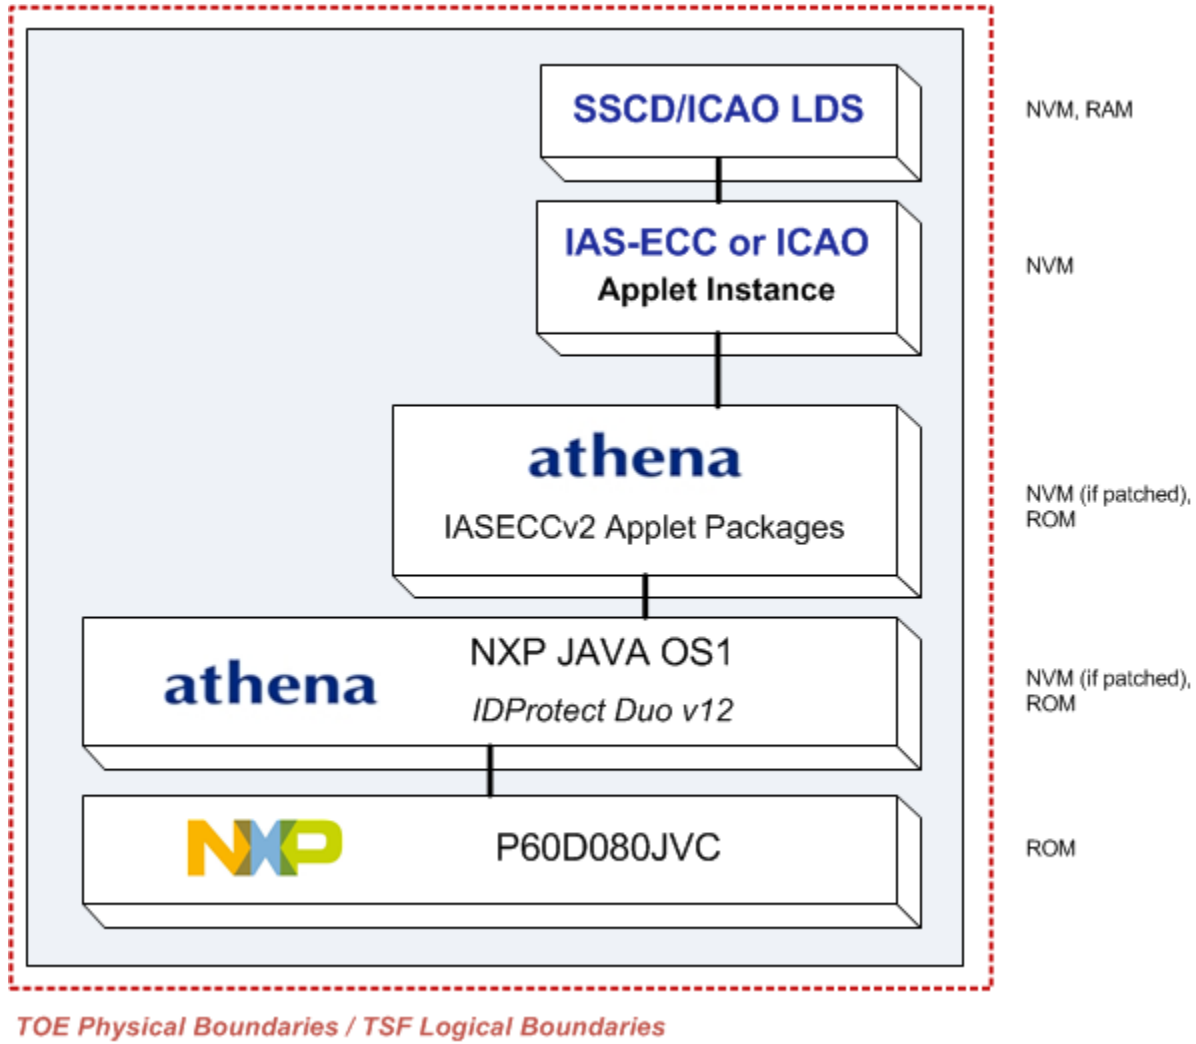 SSCD/ICAO LDS
NVM, RAM
IAS-ECC or ICAO
Applet Instance
NVM
athena
IASECCv2 Applet Packages
NVM (if patched),
ROM
athena
NXP JAVA OS1
IDProtect Duo v12
NVM (if patched),
ROM
NXP
P60D080JVC
ROM
TOE Physical Boundaries / TSF Logical Boundaries